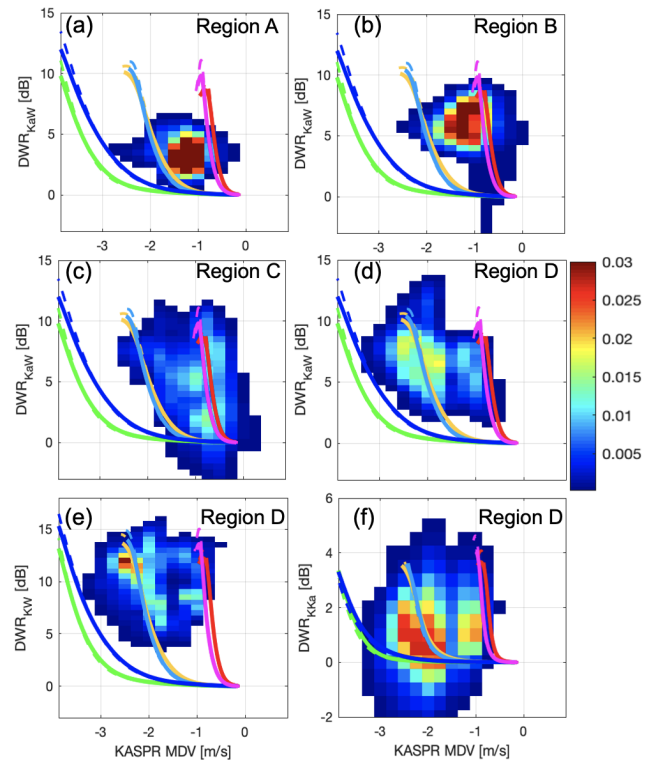 (a) Region A
15
10
5
0
DWR_KaW [dB]
-3 -2 -1 0
(b) Region B
15
10
5
0
DWR_KaW [dB]
-3 -2 -1 0
(c) Region C
15
10
5
0
DWR_KaW [dB]
-3 -2 -1 0
(d) Region D
15
10
5
0
DWR_KaW [dB]
-3 -2 -1 0
0.03
0.025
0.02
0.015
0.01
0.005
(e) Region D
15
10
5
0
DWR_KW [dB]
-3 -2 -1 0
KASPR MDV [m/s]
(f) Region D
6
4
2
0
-2
DWR_KKa [dB]
-3 -2 -1 0
KASPR MDV [m/s]